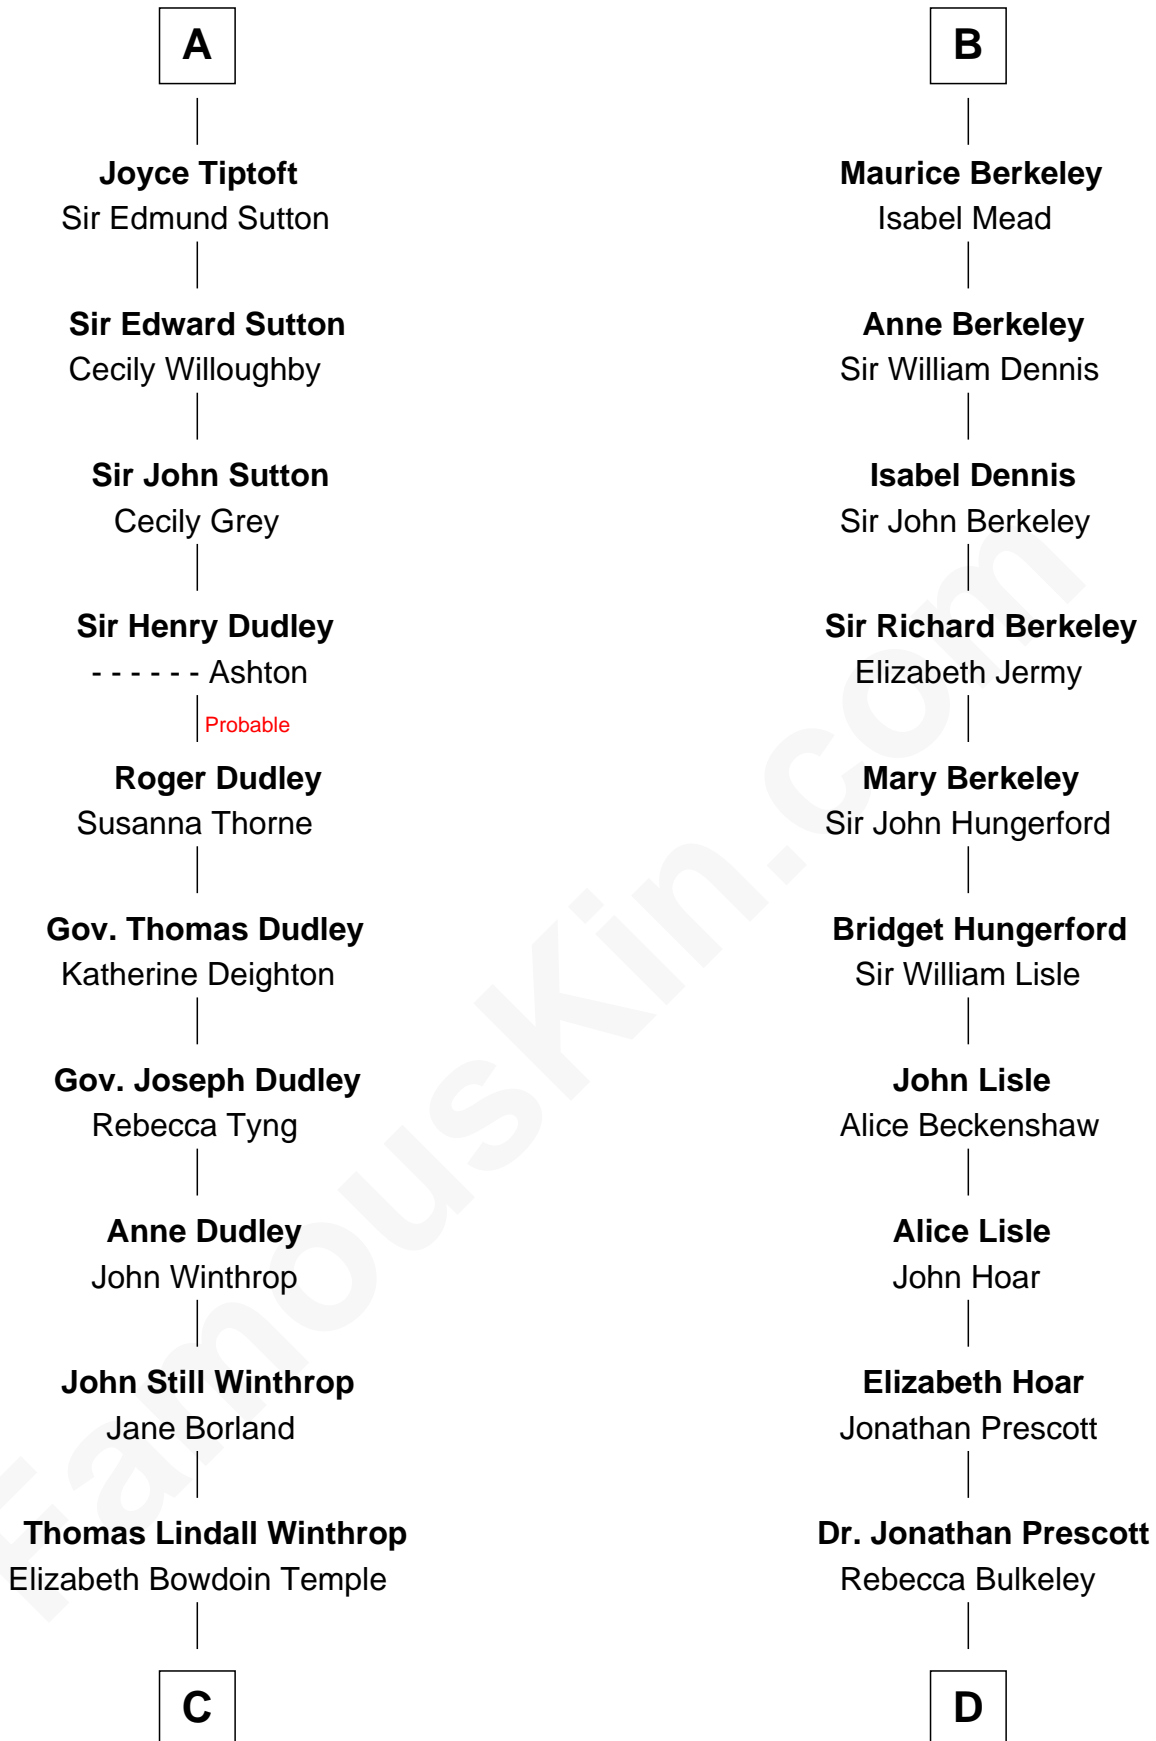 A
Joyce Tiptoft
Sir Edmund Sutton
Sir Edward Sutton
Cecily Willoughby
Sir John Sutton
Cecily Grey
Sir Henry Dudley
- - - - - - Ashton
Probable
Roger Dudley
Susanna Thorne
Gov. Thomas Dudley
Katherine Deighton
Gov. Joseph Dudley
Rebecca Tyng
Anne Dudley
John Winthrop
John Still Winthrop
Jane Borland
Thomas Lindall Winthrop
Elizabeth Bowdoin Temple
C
B
Maurice Berkeley
Isabel Mead
Anne Berkeley
Sir William Dennis
Isabel Dennis
Sir John Berkeley
Sir Richard Berkeley
Elizabeth Jermy
Mary Berkeley
Sir John Hungerford
Bridget Hungerford
Sir William Lisle
John Lisle
Alice Beckenshaw
Alice Lisle
John Hoar
Elizabeth Hoar
Jonathan Prescott
Dr. Jonathan Prescott
Rebecca Bulkeley
D
FamousKin.com